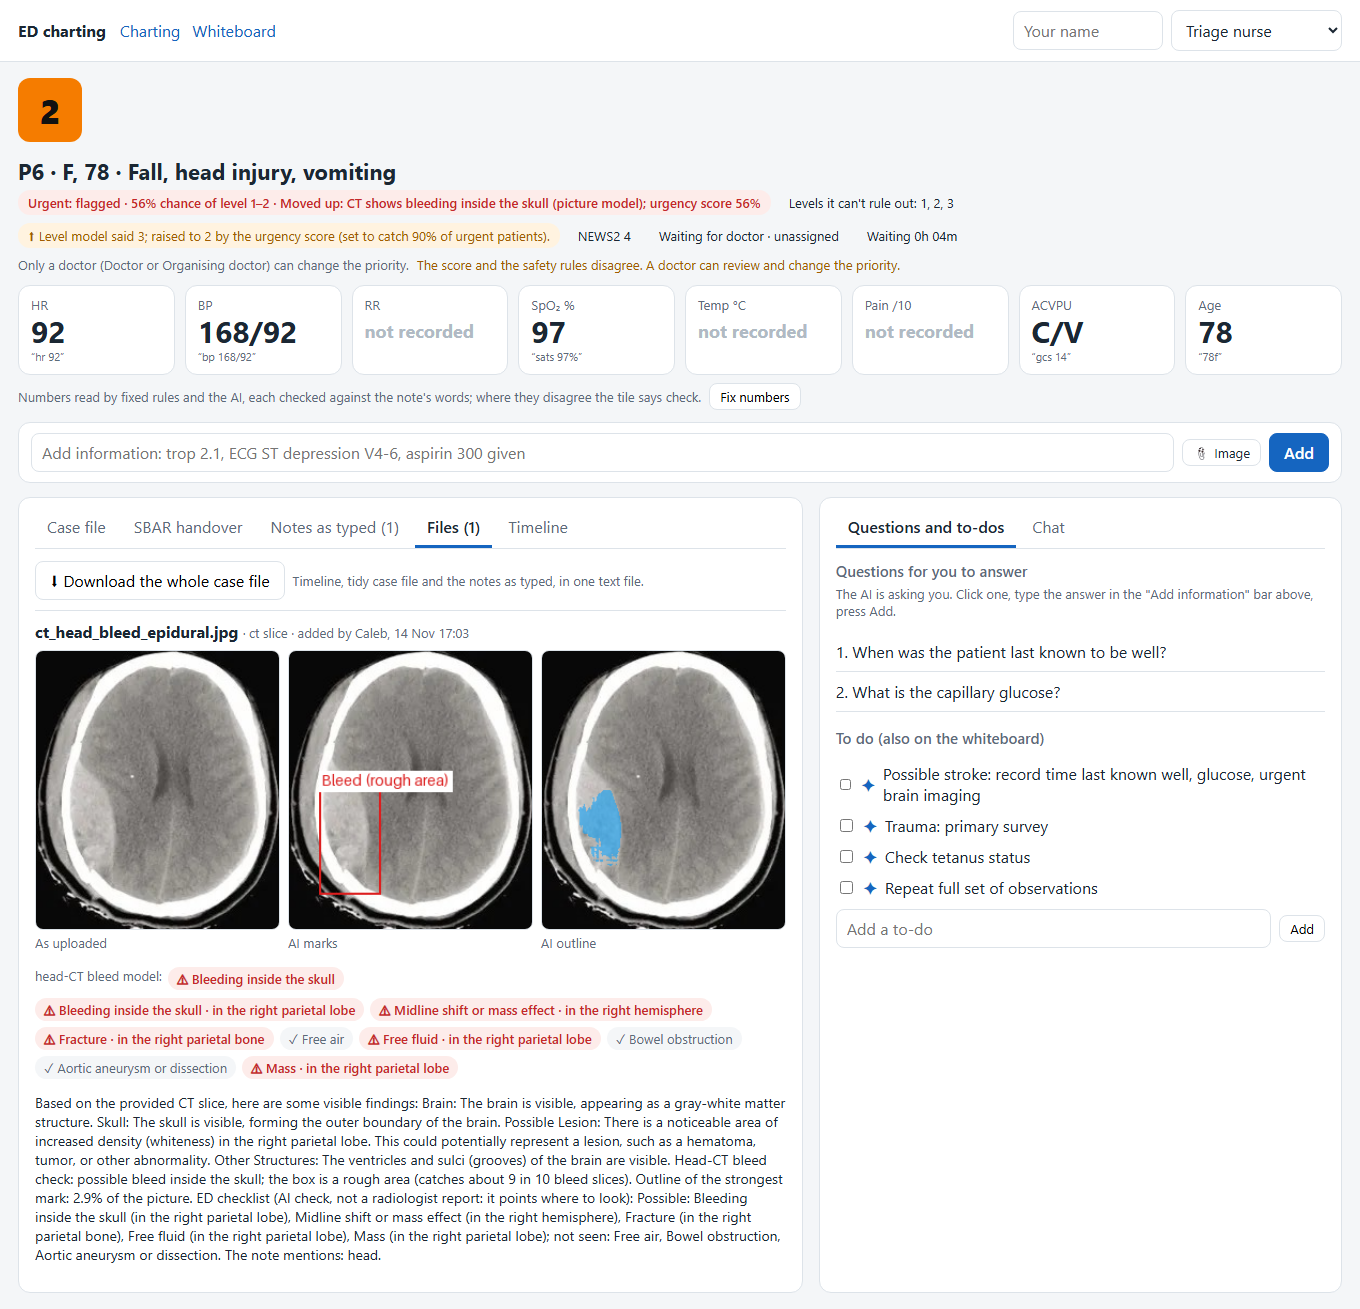 ED charting Charting Whiteboard Your name Triage nurse
2
P6 · F, 78 · Fall, head injury, vomiting
Urgent: flagged · 56% chance of level 1–2 · Moved up: CT shows bleeding inside the skull (picture model); urgency score 56% Levels it can't rule out: 1, 2, 3
⬆ Level model said 3; raised to 2 by the urgency score (set to catch 90% of urgent patients). NEWS2 4 Waiting for doctor · unassigned Waiting 0h 04m
Only a doctor (Doctor or Organising doctor) can change the priority. The score and the safety rules disagree. A doctor can review and change the priority.
HR BP RR SpO₂ % Temp °C Pain /10 ACVPU Age
92 168/92 not recorded 97 not recorded not recorded C/V 78
"hr 92" "bp 168/92" "sats 97%" "gcs 14" "78f"
Numbers read by fixed rules and the AI, each checked against the note's words; where they disagree the tile says check. Fix numbers
Add information: trop 2.1, ECG ST depression V4-6, aspirin 300 given Image Add
Case file SBAR handover Notes as typed (1) Files (1) Timeline
⬇ Download the whole case file Timeline, tidy case file and the notes as typed, in one text file.
ct_head_bleed_epidural.jpg · ct slice · added by Caleb, 14 Nov 17:03
Bleed (rough area)
As uploaded AI marks AI outline
head-CT bleed model: ⚠ Bleeding inside the skull
⚠ Bleeding inside the skull · in the right parietal lobe ⚠ Midline shift or mass effect · in the right hemisphere
⚠ Fracture · in the right parietal bone ✓ Free air ⚠ Free fluid · in the right parietal lobe ✓ Bowel obstruction
✓ Aortic aneurysm or dissection ⚠ Mass · in the right parietal lobe
Based on the provided CT slice, here are some visible findings: Brain: The brain is visible, appearing as a gray-white matter
structure. Skull: The skull is visible, forming the outer boundary of the brain. Possible Lesion: There is a noticeable area of
increased density (whiteness) in the right parietal lobe. This could potentially represent a lesion, such as a hematoma,
tumor, or other abnormality. Other Structures: The ventricles and sulci (grooves) of the brain are visible. Head-CT bleed
check: possible bleed inside the skull; the box is a rough area (catches about 9 in 10 bleed slices). Outline of the strongest
mark: 2.9% of the picture. ED checklist (AI check, not a radiologist report: it points where to look): Possible: Bleeding
inside the skull (in the right parietal lobe), Midline shift or mass effect (in the right hemisphere), Fracture (in the right
parietal bone), Free fluid (in the right parietal lobe), Mass (in the right parietal lobe); not seen: Free air, Bowel obstruction,
Aortic aneurysm or dissection. The note mentions: head.
Questions and to-dos Chat
Questions for you to answer
The AI is asking you. Click one, type the answer in the "Add information" bar above,
press Add.
1. When was the patient last known to be well?
2. What is the capillary glucose?
To do (also on the whiteboard)
Possible stroke: record time last known well, glucose, urgent
brain imaging
Trauma: primary survey
Check tetanus status
Repeat full set of observations
Add a to-do Add